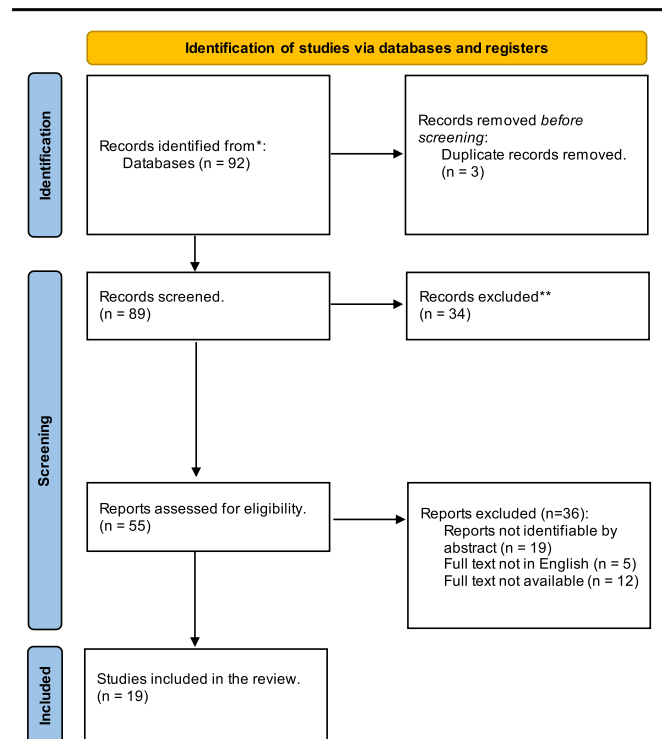 Identification of studies via databases and registers
Identification
Records identified from*:
Databases (n = 92)
Records removed before
screening:
Duplicate records removed.
(n = 3)
Screening
Records screened.
(n = 89)
Records excluded**
(n = 34)
Reports assessed for eligibility.
(n = 55)
Reports excluded (n=36):
Reports not identifiable by
abstract (n = 19)
Full text not in English (n = 5)
Full text not available (n = 12)
Included
Studies included in the review.
(n = 19)